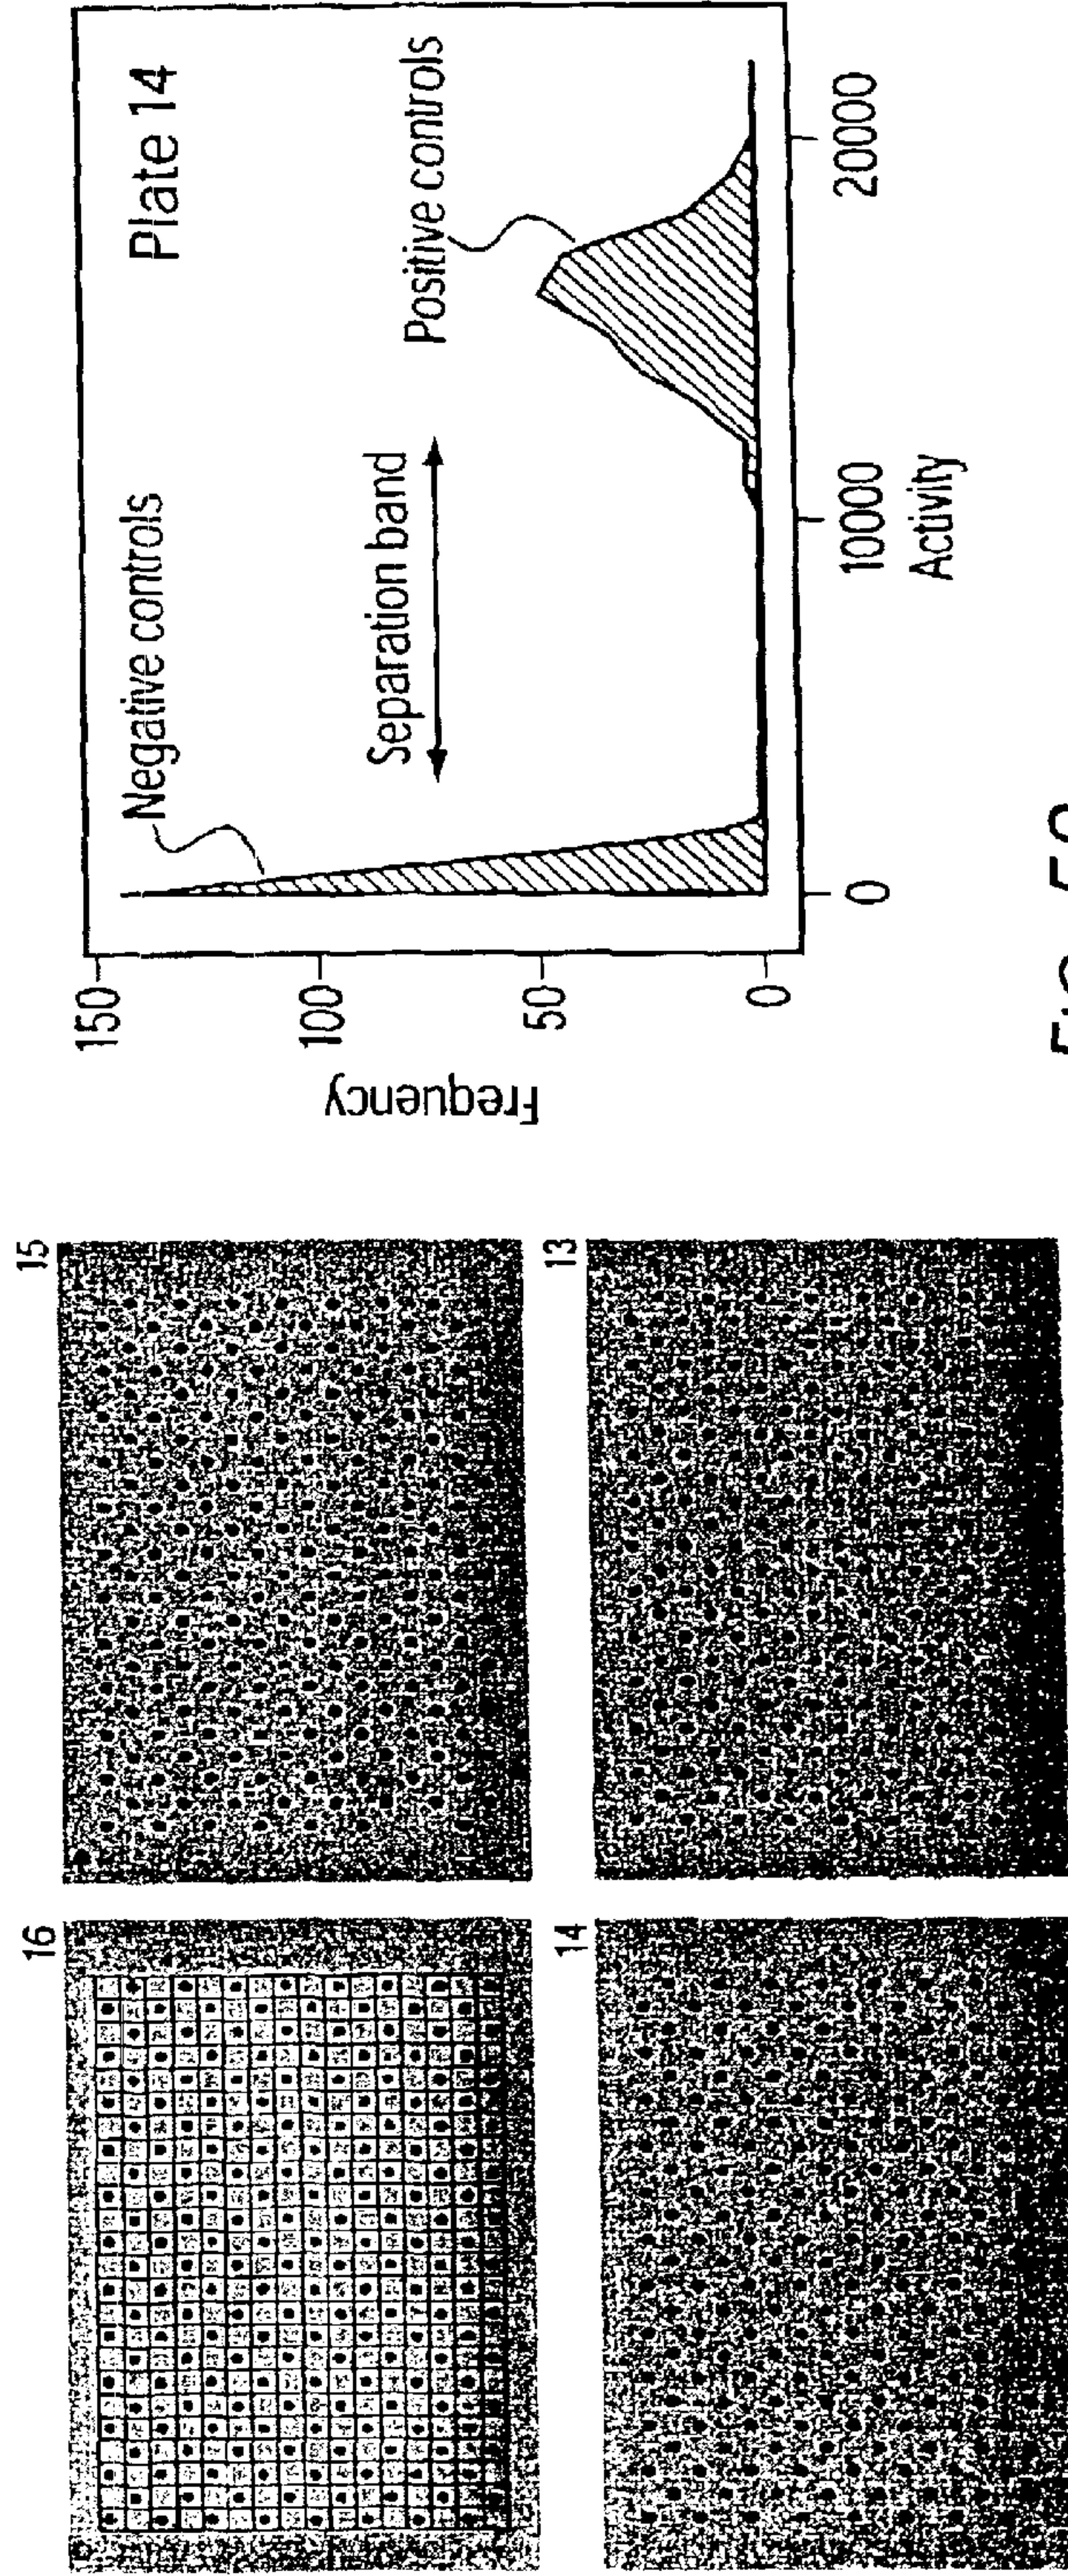 16
15
14
13
Plate 14
Negative controls
Separation band
Positive controls
Frequency
150
100
50
0
0
10000
20000
Activity